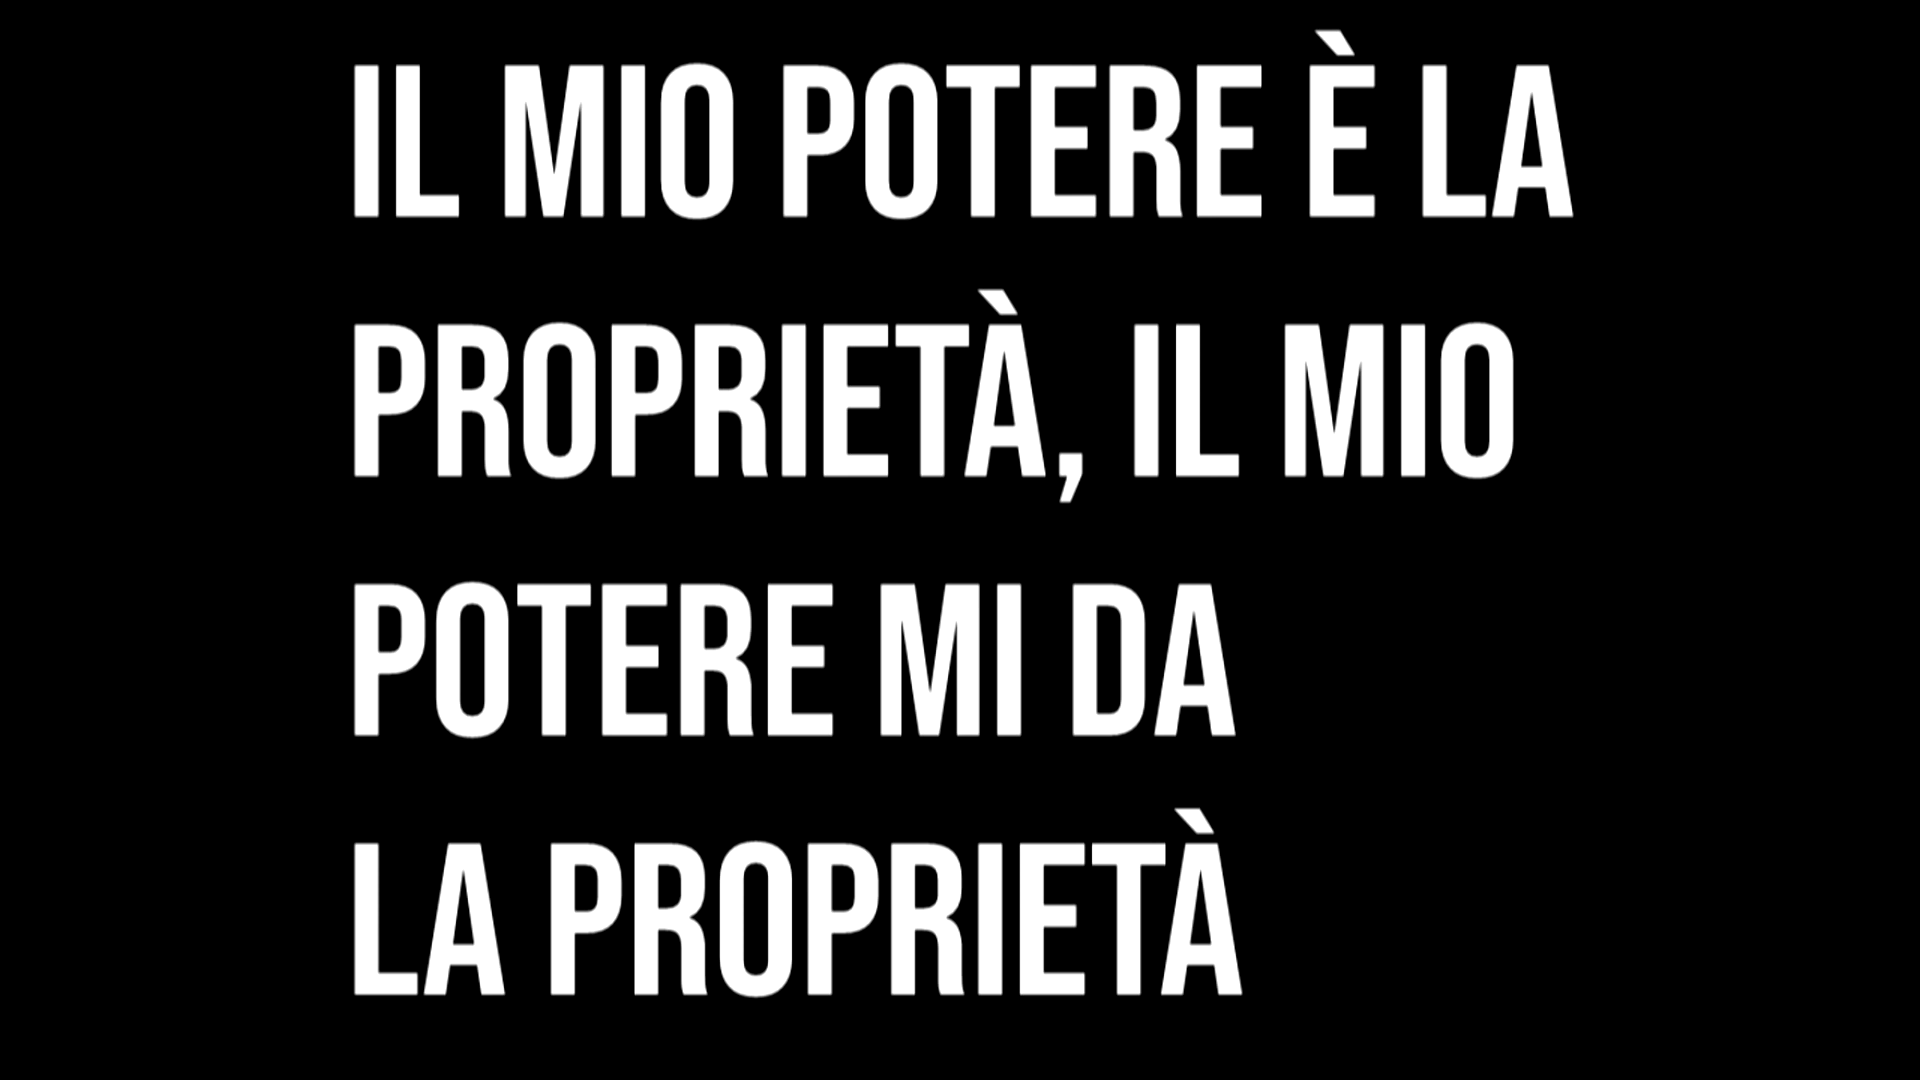 IL MIO POTERE È LA
PROPRIETÀ, IL MIO
POTERE MI DA
LA PROPRIETÀ